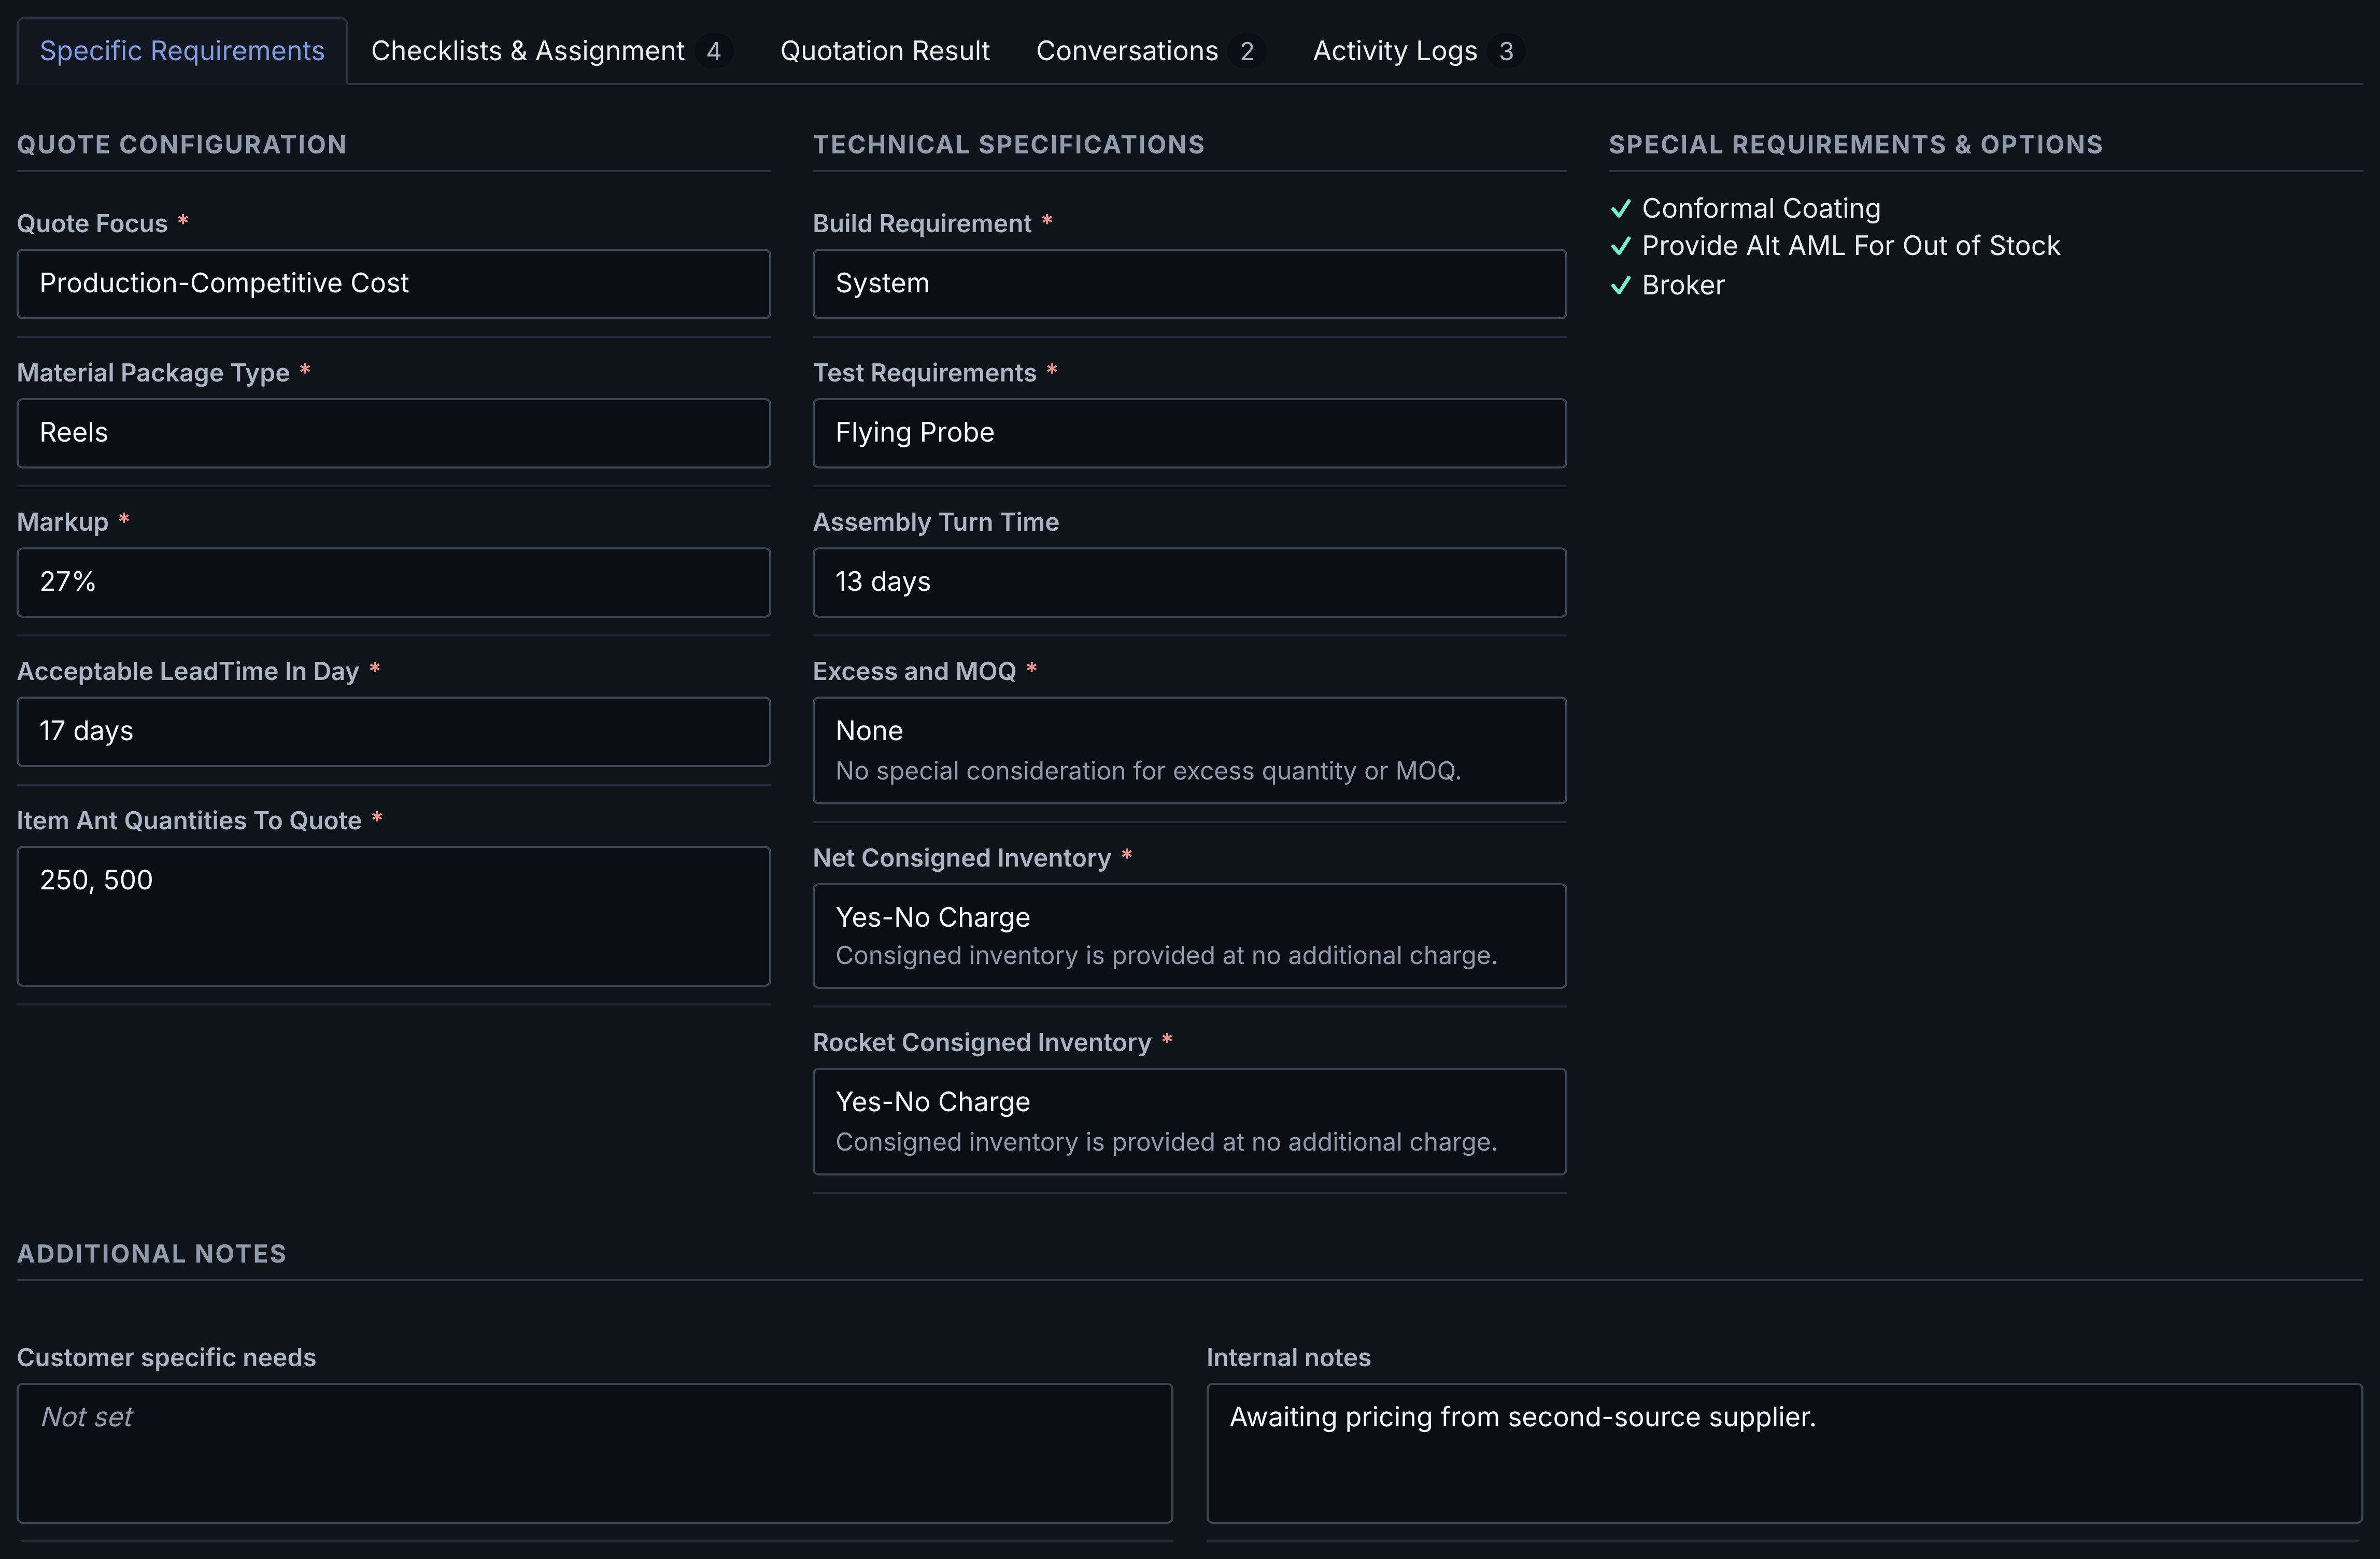 Specific Requirements
Checklists & Assignment 4
Quotation Result
Conversations 2
Activity Logs 3
QUOTE CONFIGURATION
Quote Focus *
Production-Competitive Cost
Material Package Type *
Reels
Markup *
27%
Acceptable LeadTime In Day *
17 days
Item Ant Quantities To Quote *
250, 500
TECHNICAL SPECIFICATIONS
Build Requirement *
System
Test Requirements *
Flying Probe
Assembly Turn Time
13 days
Excess and MOQ *
None
No special consideration for excess quantity or MOQ.
Net Consigned Inventory *
Yes-No Charge
Consigned inventory is provided at no additional charge.
Rocket Consigned Inventory *
Yes-No Charge
Consigned inventory is provided at no additional charge.
SPECIAL REQUIREMENTS & OPTIONS
Conformal Coating
Provide Alt AML For Out of Stock
Broker
ADDITIONAL NOTES
Customer specific needs
Not set
Internal notes
Awaiting pricing from second-source supplier.